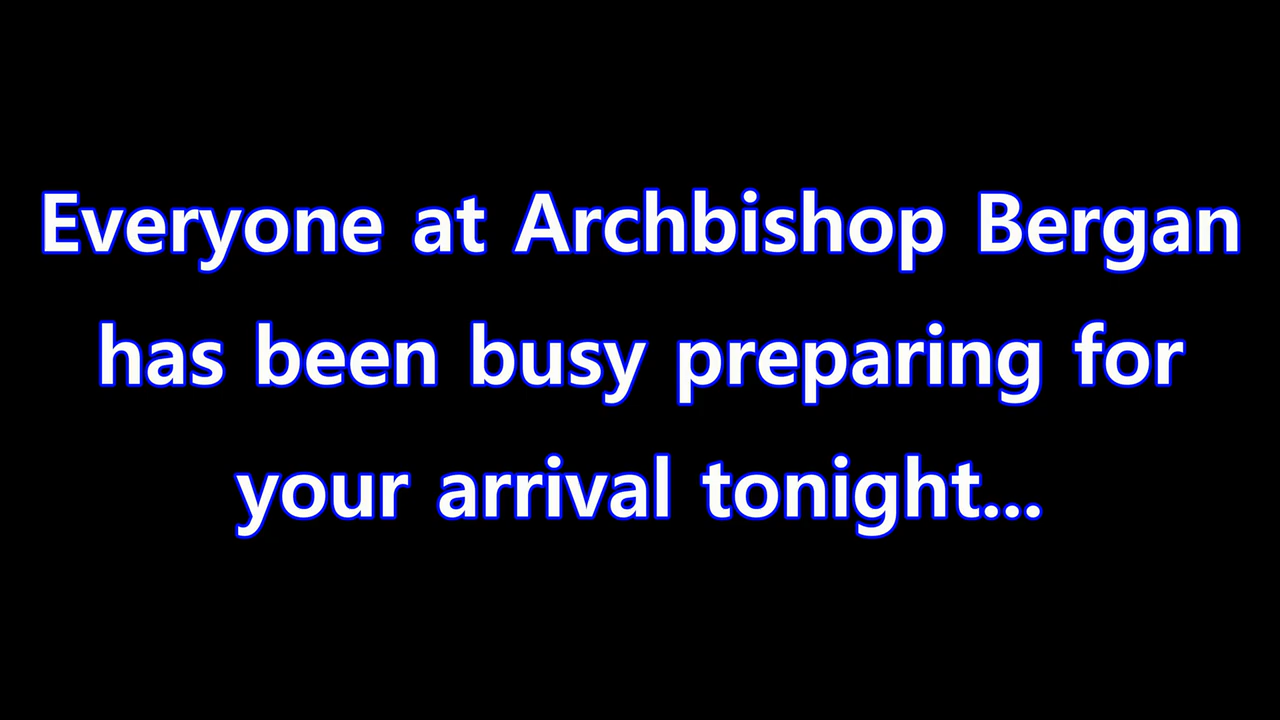 Everyone at Archbishop Bergan
has been busy preparing for
your arrival tonight...